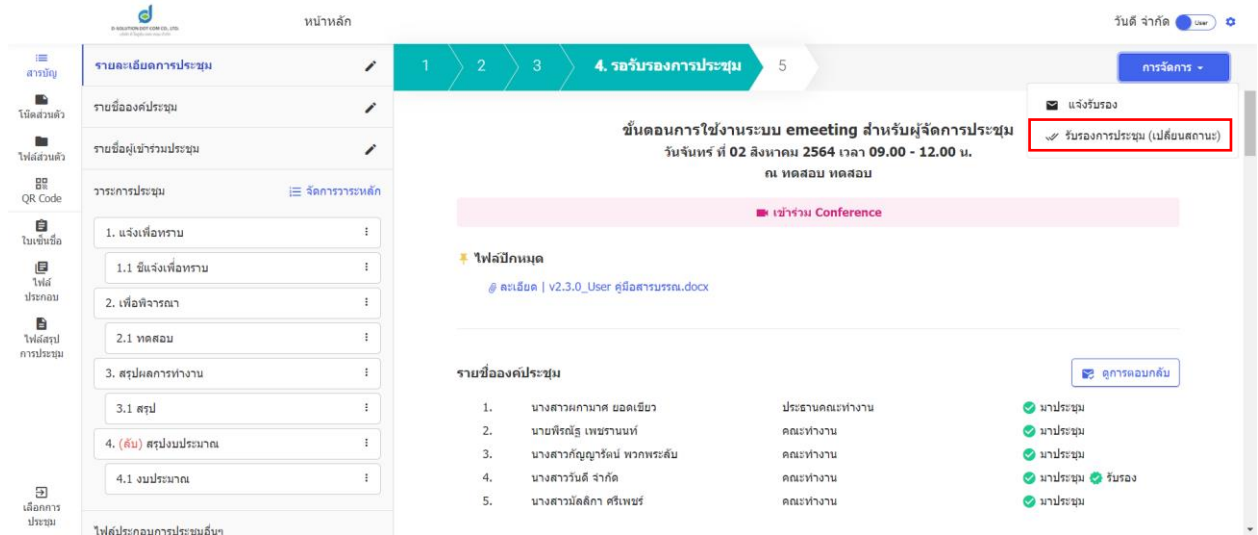 D-SOLUTION DOT COM CO., LTD.
หน้าหลัก
วันดี จำกัด
User
สารบัญ
โน้ตส่วนตัว
ไฟล์ส่วนตัว
QR Code
ใบเซ็นชื่อ
ไฟล์
ประกอบ
ไฟล์สรุป
การประชุม
เลือกการ
ประชุม
รายละเอียดการประชุม
รายชื่อองค์ประชุม
รายชื่อผู้เข้าร่วมประชุม
วาระการประชุม
จัดการวาระหลัก
1. แจ้งเพื่อทราบ
1.1 ชี้แจ้งเพื่อทราบ
2. เพื่อพิจารณา
2.1 ทดสอบ
3. สรุปผลการทำงาน
3.1 สรุป
4. (ลับ) สรุปงบประมาณ
4.1 งบประมาณ
ไฟล์ประกอบการประชุมอื่นๆ
1
2
3
4. รอรับรองการประชุม
5
การจัดการ
แจ้งรับรอง
รับรองการประชุม (เปลี่ยนสถานะ)
ขั้นตอนการใช้งานระบบ emeeting สำหรับผู้จัดการประชุม
วันจันทร์ ที่ 02 สิงหาคม 2564 เวลา 09.00 - 12.00 น.
ณ ทดสอบ ทดสอบ
เข้าร่วม Conference
ไฟล์ปักหมุด
ละเอียด | v2.3.0_User คู่มือสารบรรณ.docx
รายชื่อองค์ประชุม
ดูการตอบกลับ
1. นางสาวผกามาศ ยอดเขียว ประธานคณะทำงาน มาประชุม
2. นายพีรณัฐ เพชรานนท์ คณะทำงาน มาประชุม
3. นางสาวกัญญารัตน์ พวกพระลับ คณะทำงาน มาประชุม
4. นางสาววันดี จำกัด คณะทำงาน มาประชุม รับรอง
5. นางสาวมัลลิกา ศรีเพชร์ คณะทำงาน มาประชุม